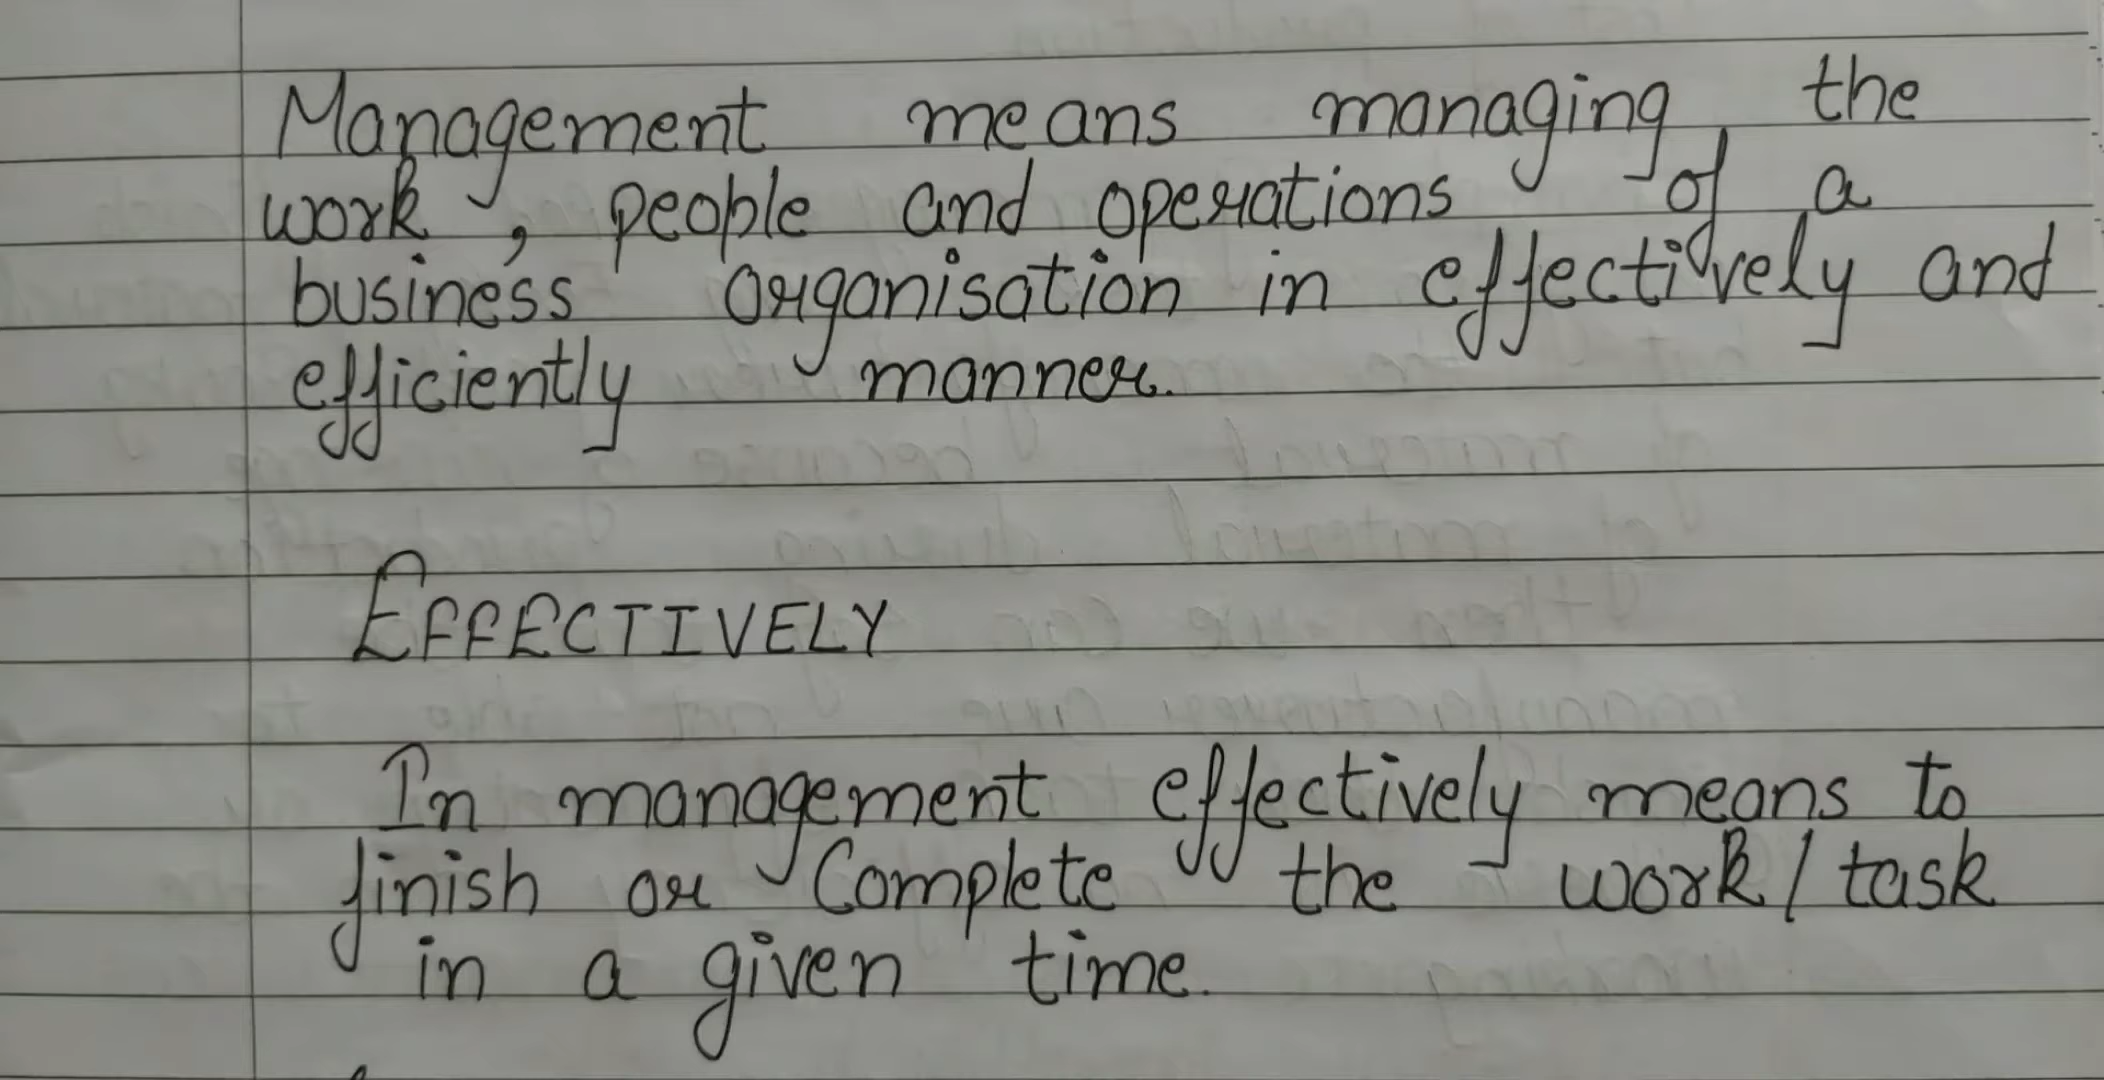 Management means managing the
work, people and operations of a
business organisation in effectively and
efficiently manner.
EFFECTIVELY
In management effectively means to
finish or Complete the work/task
in a given time.